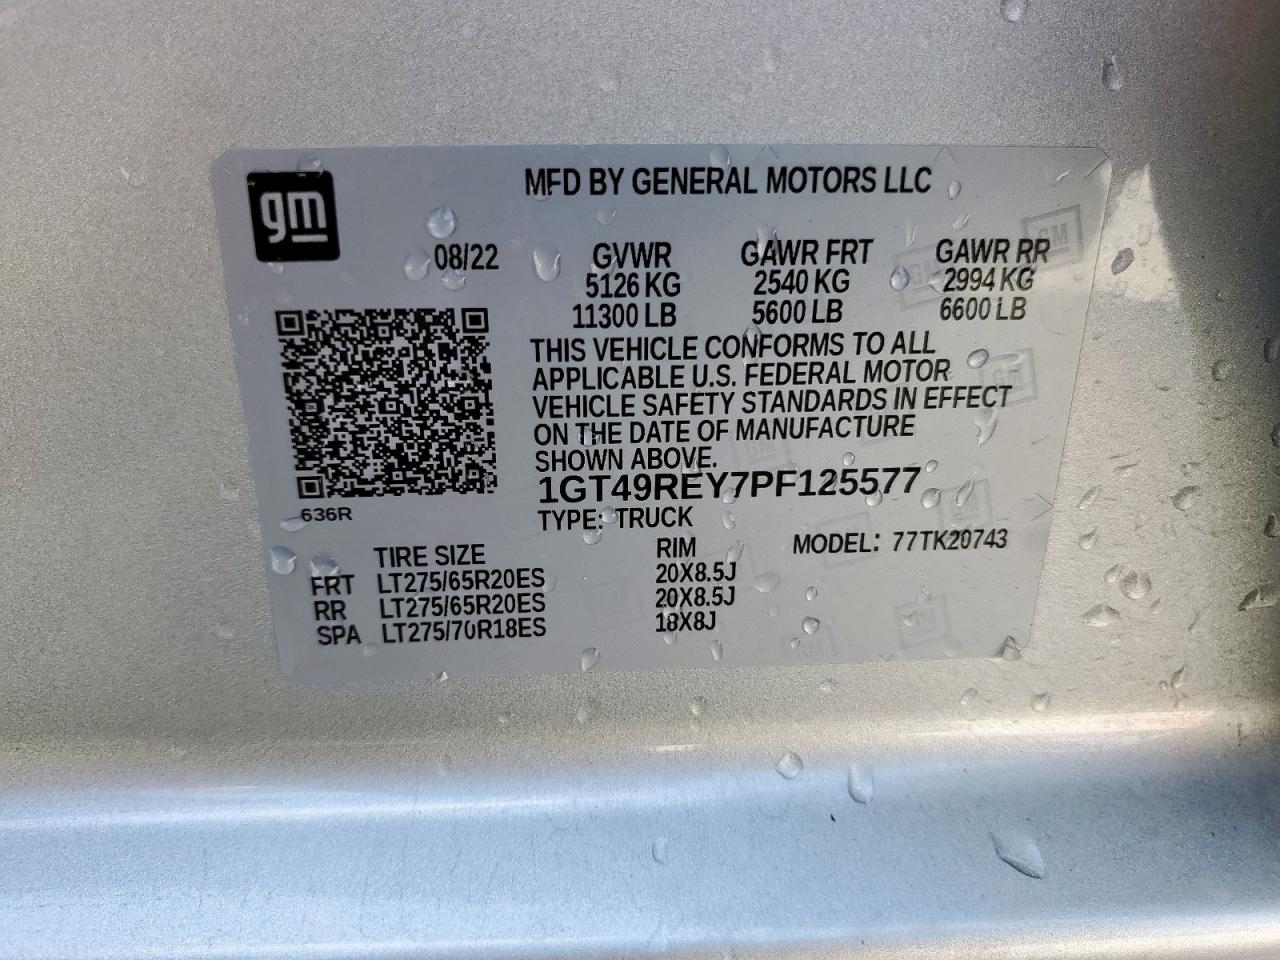 gm
MFD BY GENERAL MOTORS LLC
08/22 GVWR GAWR FRT GAWR RR
5126 KG 2540 KG 2994 KG
11300 LB 5600 LB 6600 LB
THIS VEHICLE CONFORMS TO ALL
APPLICABLE U.S. FEDERAL MOTOR
VEHICLE SAFETY STANDARDS IN EFFECT
ON THE DATE OF MANUFACTURE
SHOWN ABOVE.
1GT49REY7PF125577
636R
TYPE: TRUCK
TIRE SIZE RIM MODEL: 77TK20743
FRT LT275/65R20ES 20X8.5J
RR LT275/65R20ES 20X8.5J
SPA LT275/70R18ES 18X8J